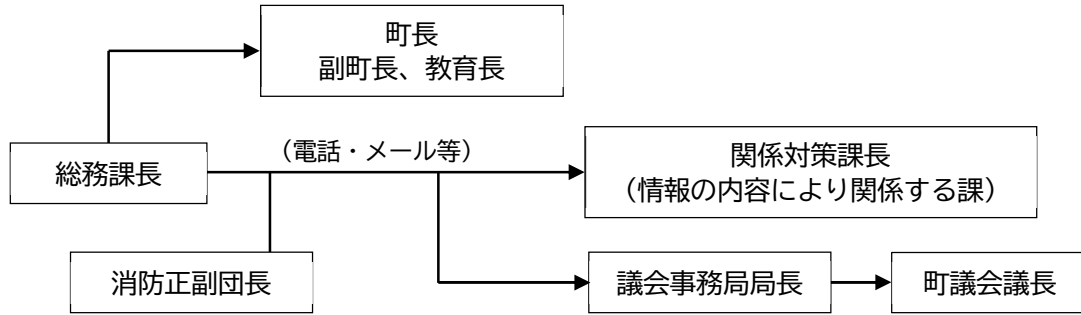 町長
副町長、教育長
総務課長
（電話・メール等）
関係対策課長
（情報の内容により関係する課）
消防正副団長
議会事務局局長
町議会議長